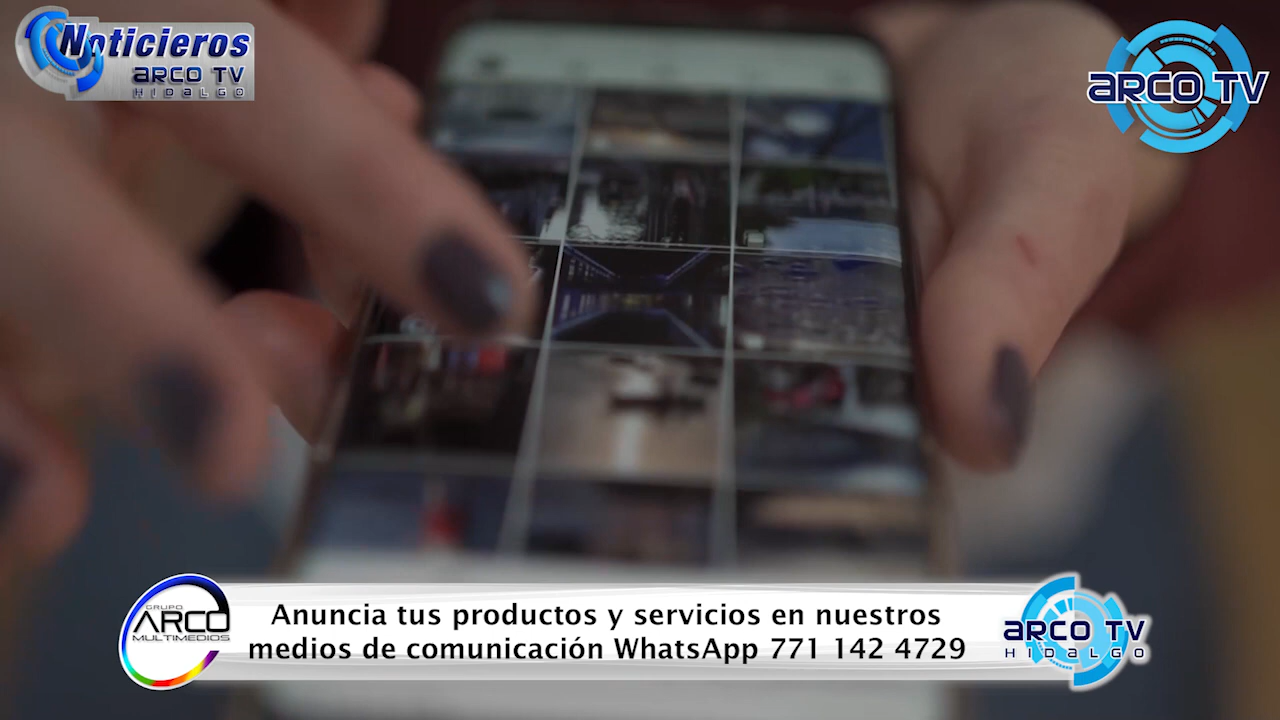 Noticieros
ARCO TV
HIDALGO
ARCO TV
GRUPO
ARCO
MULTIMEDIOS
Anuncia tus productos y servicios en nuestros
medios de comunicación WhatsApp 771 142 4729
ARCO TV
HIDALGO